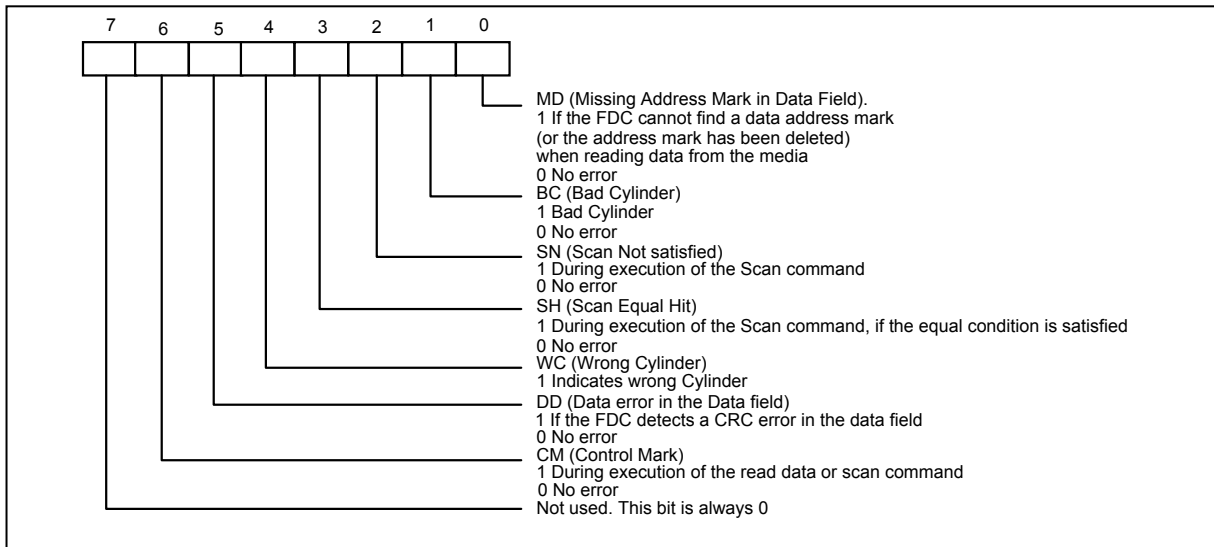 7 6 5 4 3 2 1 0
MD (Missing Address Mark in Data Field).
1 If the FDC cannot find a data address mark
(or the address mark has been deleted)
when reading data from the media
0 No error
BC (Bad Cylinder)
1 Bad Cylinder
0 No error
SN (Scan Not satisfied)
1 During execution of the Scan command
0 No error
SH (Scan Equal Hit)
1 During execution of the Scan command, if the equal condition is satisfied
0 No error
WC (Wrong Cylinder)
1 Indicates wrong Cylinder
DD (Data error in the Data field)
1 If the FDC detects a CRC error in the data field
0 No error
CM (Control Mark)
1 During execution of the read data or scan command
0 No error
Not used. This bit is always 0